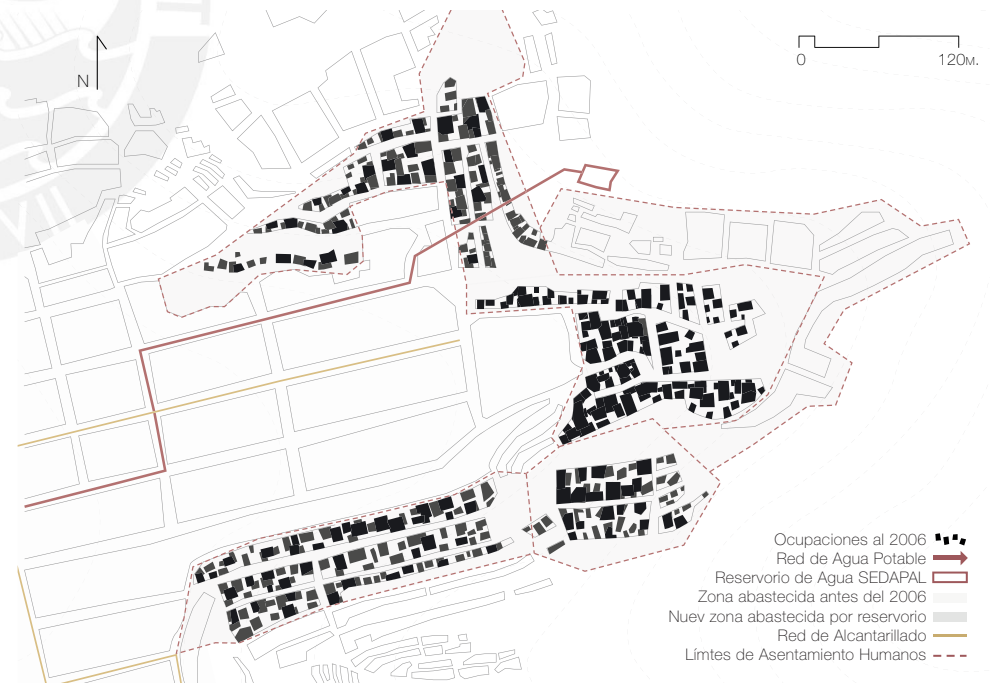 N
0
120M.
VII
Ocupaciones al 2006
Red de Agua Potable
Reservorio de Agua SEDAPAL
Zona abastecida antes del 2006
Nuev zona abastecida por reservorio
Red de Alcantarillado
Límtes de Asentamiento Humanos